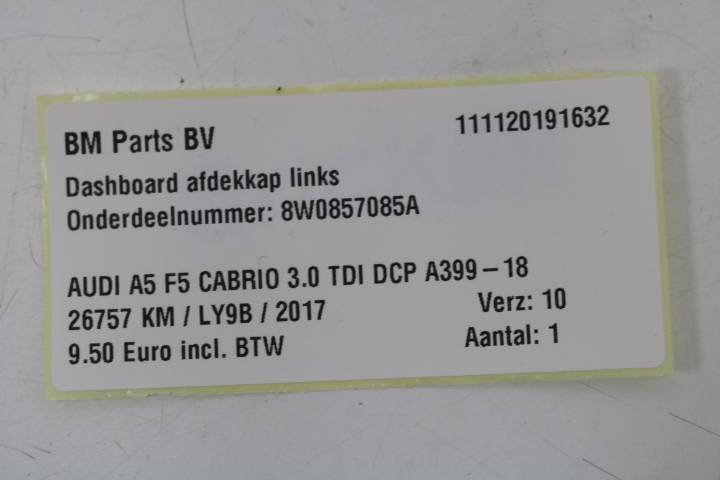 BM Parts BV 111120191632
Dashboard afdekkap links
Onderdeelnummer: 8W0857085A
AUDI A5 F5 CABRIO 3.0 TDI DCP A399 – 18
26757 KM / LY9B / 2017 Verz: 10
9.50 Euro incl. BTW Aantal: 1